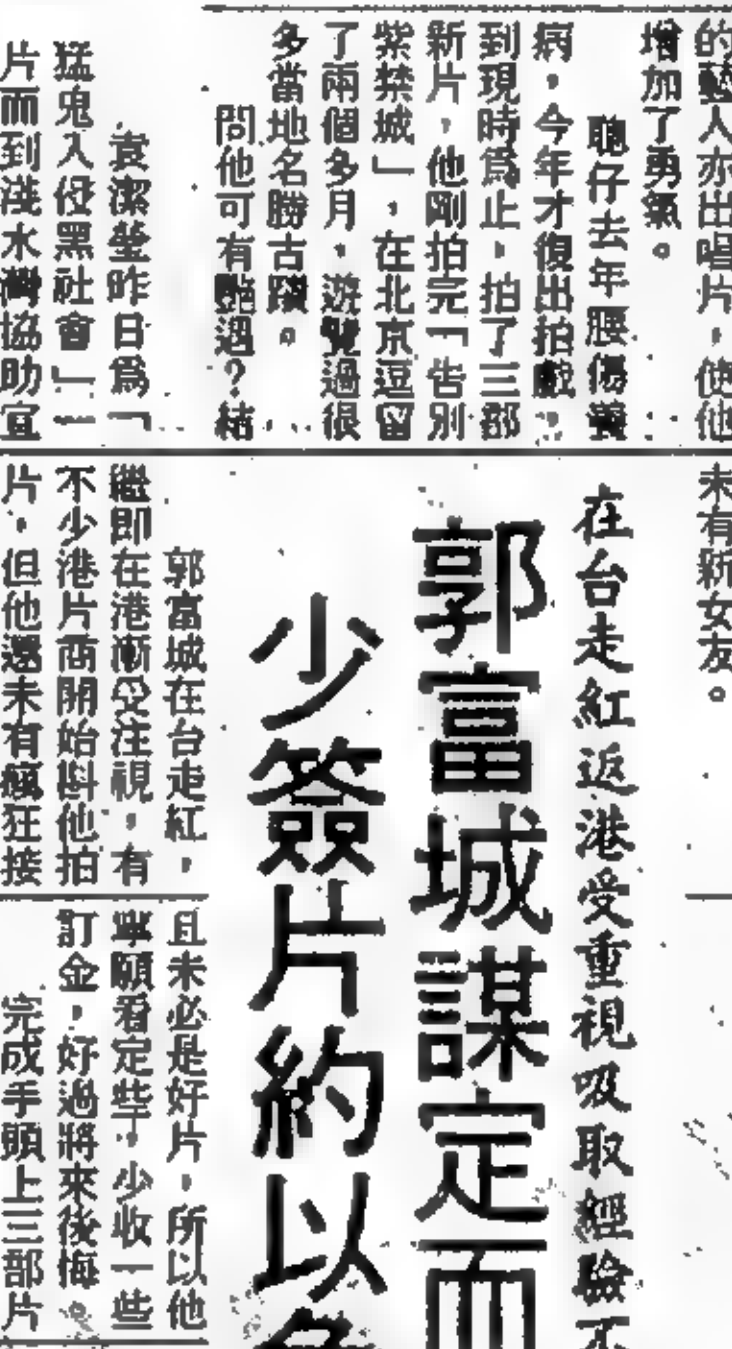 的藝人亦出唱片，使他
增加了勇氣。
聰仔去年腰傷養
病，今年才復出拍戲，
到現時爲止，拍了三部
新片，他剛拍完「告別
紫禁城」，在北京逗留
了兩個多月，遊覽過很
多當地名勝古蹟。
問他可有艷遇？結
袁潔瑩昨日爲「
猛鬼入侵黑社會」一
片而到淺水灣協助宣
未有新女友。
在台走紅返港受重視吸取經驗不
郭富城謀定而
少簽片約以免
郭富城在台走紅，
繼即在港漸受注視，有
不少港片商開始斟他拍
片，但他還未有瘋狂接
且未必是好片，所以他
寧願看定些，少收一些
訂金，好過將來後悔。
完成手頭上三部片